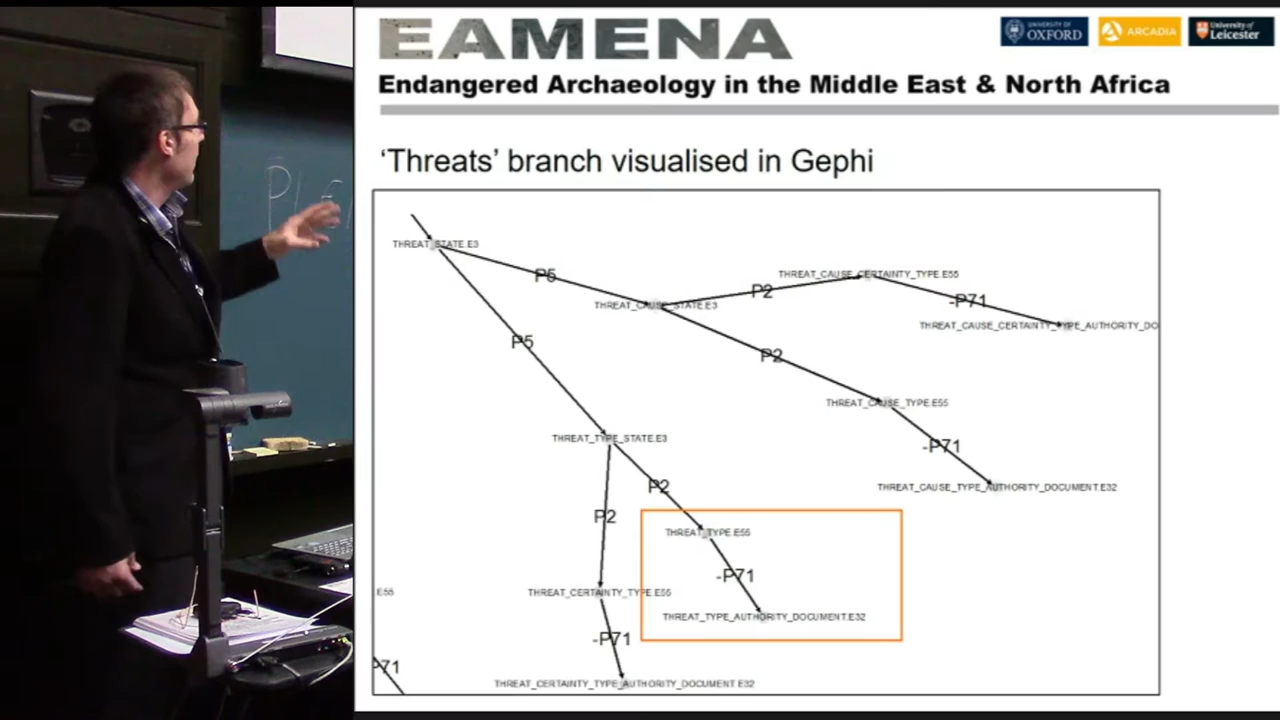 EAMENA
UNIVERSITY OF
OXFORD
ARCADIA
University of
Leicester
Endangered Archaeology in the Middle East & North Africa
‘Threats’ branch visualised in Gephi
THREAT_STATE.E3
P5
THREAT_CAUSE_STATE.E3
P2
THREAT_CAUSE_CERTAINTY_TYPE.E55
-P71
THREAT_CAUSE_CERTAINTY_TYPE_AUTHORITY_DO
P5
P2
THREAT_CAUSE_TYPE.E55
-P71
THREAT_CAUSE_TYPE_AUTHORITY_DOCUMENT.E32
THREAT_TYPE_STATE.E3
P2
P2
THREAT_TYPE.E55
-P71
THREAT_TYPE_AUTHORITY_DOCUMENT.E32
E55
THREAT_CERTAINTY_TYPE.E55
-P71
P71
THREAT_CERTAINTY_TYPE_AUTHORITY_DOCUMENT.E32